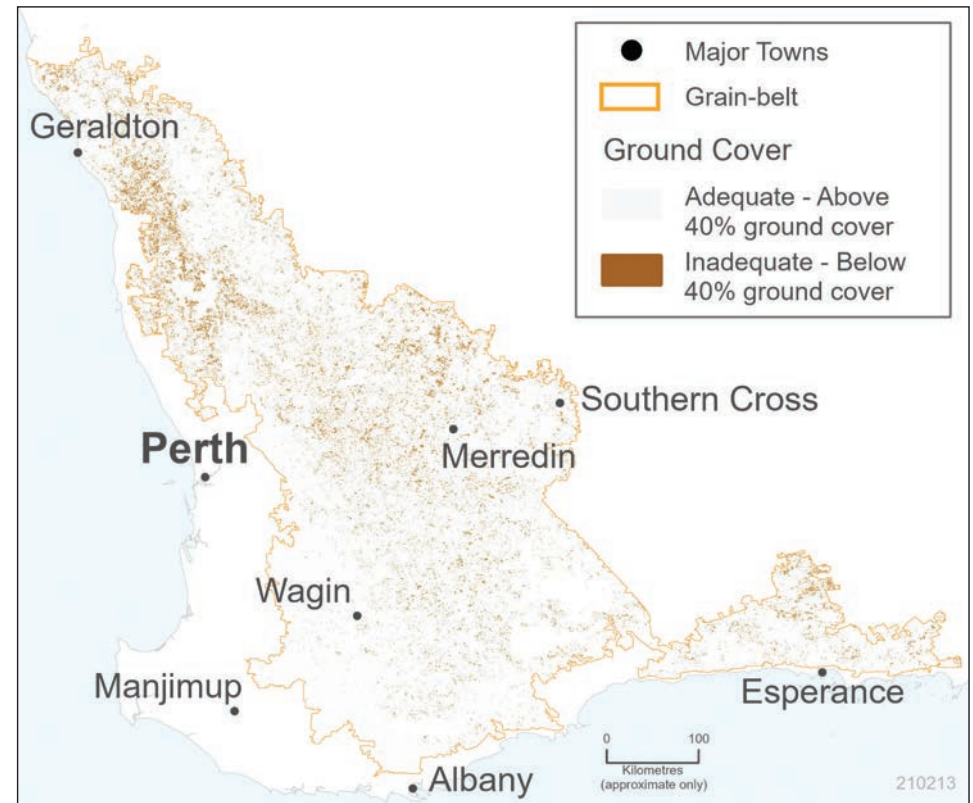 Major Towns
Grain-belt
Ground Cover
Adequate - Above
40% ground cover
Inadequate - Below
40% ground cover
Geraldton
Southern Cross
Perth
Merredin
Wagin
Manjimup
Esperance
Albany
0 100
Kilometres
(approximate only)
210213